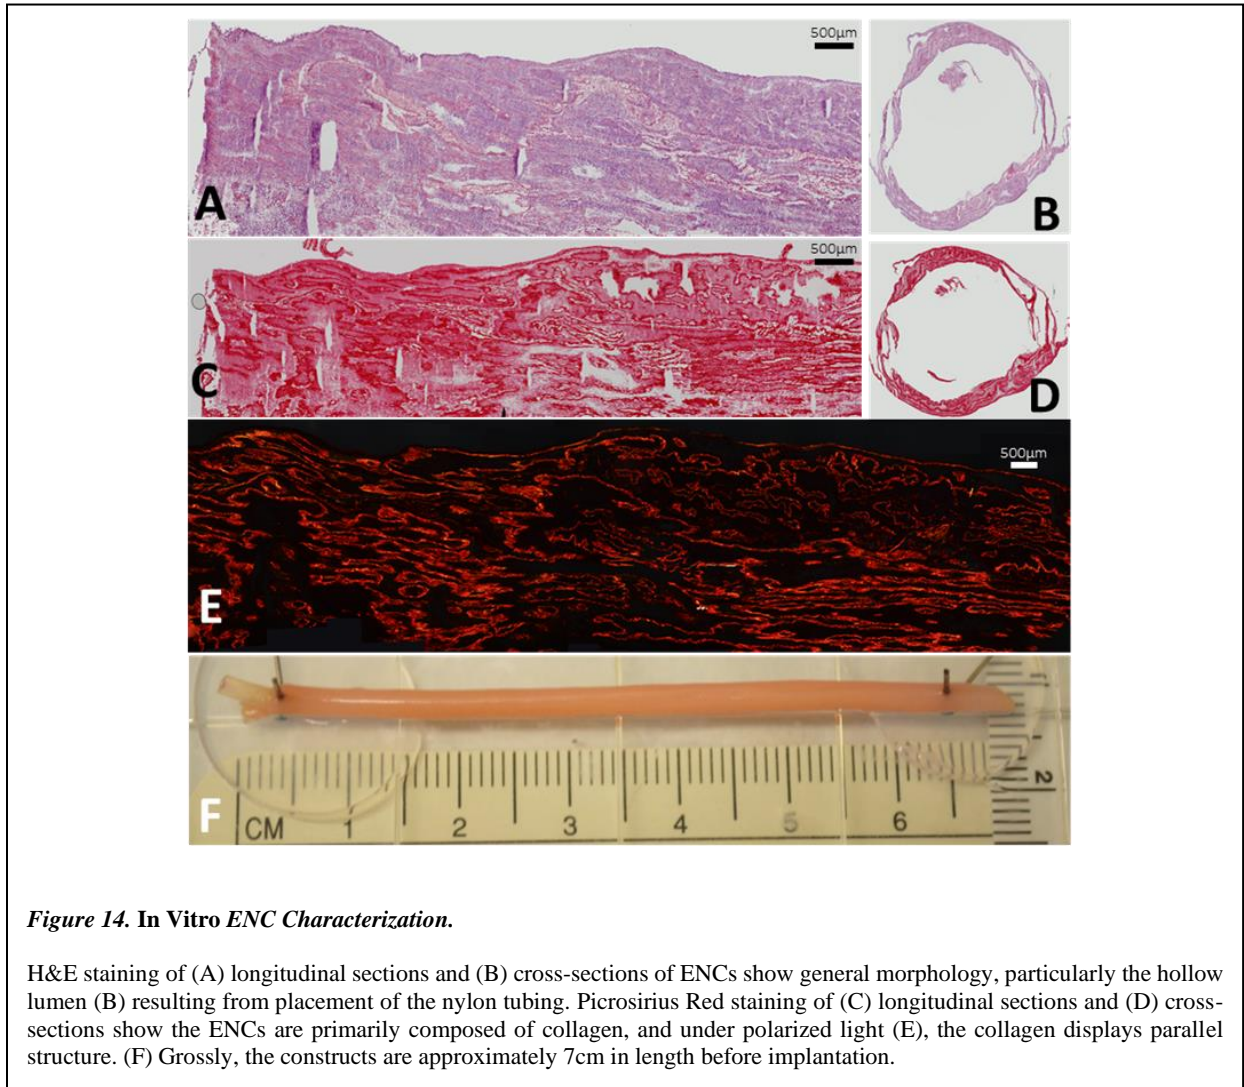 500µm
A
B
500µm
C
D
500µm
E
F
CM 1 2 3 4 5 6
1
2
Figure 14. In Vitro ENC Characterization.
H&E staining of (A) longitudinal sections and (B) cross-sections of ENCs show general morphology, particularly the hollow
lumen (B) resulting from placement of the nylon tubing. Picrosirius Red staining of (C) longitudinal sections and (D) cross-
sections show the ENCs are primarily composed of collagen, and under polarized light (E), the collagen displays parallel
structure. (F) Grossly, the constructs are approximately 7cm in length before implantation.